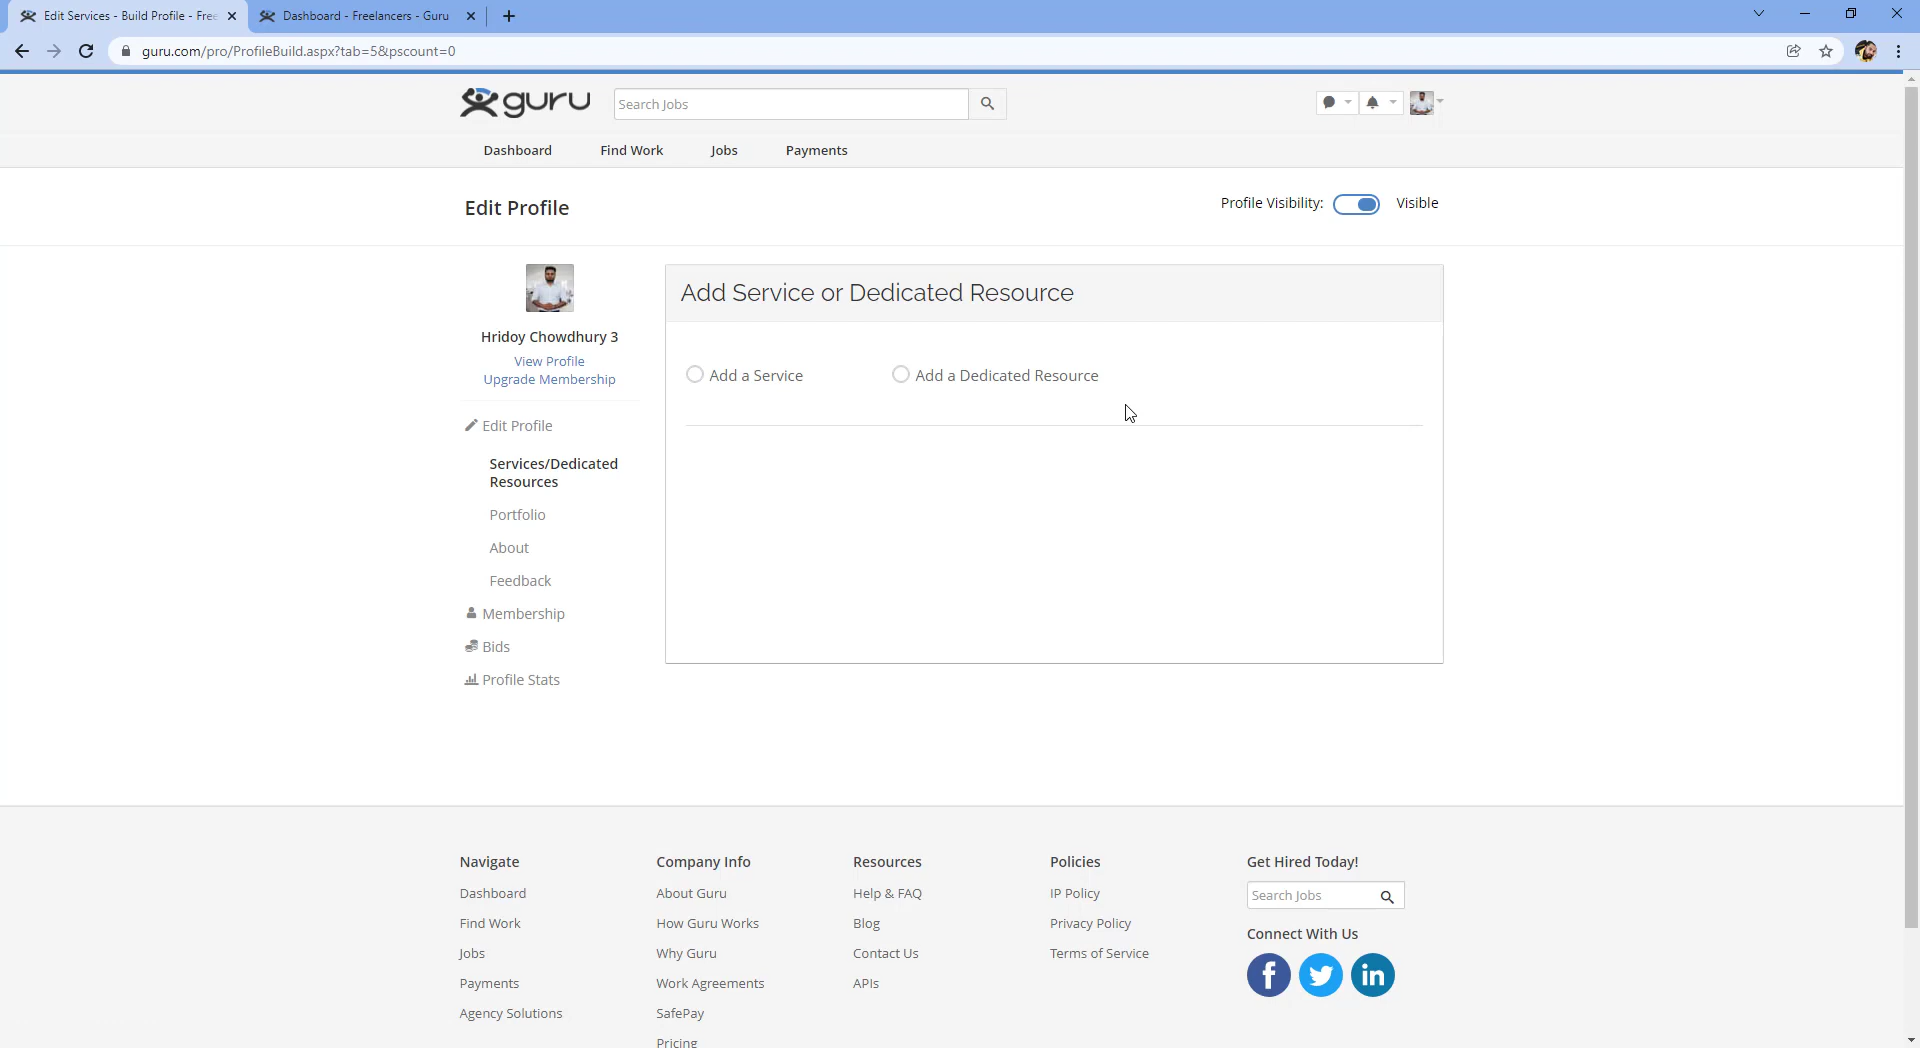 Edit Services - Build Profile - Free
Dashboard - Freelancers - Guru
guru.com/pro/ProfileBuild.aspx?tab=5&pscount=0
guru
Search Jobs
Dashboard
Find Work
Jobs
Payments
Edit Profile
Profile Visibility:
Visible
Hridoy Chowdhury 3
View Profile
Upgrade Membership
Edit Profile
Services/Dedicated
Resources
Portfolio
About
Feedback
Membership
Bids
Profile Stats
Add Service or Dedicated Resource
Add a Service
Add a Dedicated Resource
Navigate
Dashboard
Find Work
Jobs
Payments
Agency Solutions
Company Info
About Guru
How Guru Works
Why Guru
Work Agreements
SafePay
Pricing
Resources
Help & FAQ
Blog
Contact Us
APIs
Policies
IP Policy
Privacy Policy
Terms of Service
Get Hired Today!
Search Jobs
Connect With Us
f
in